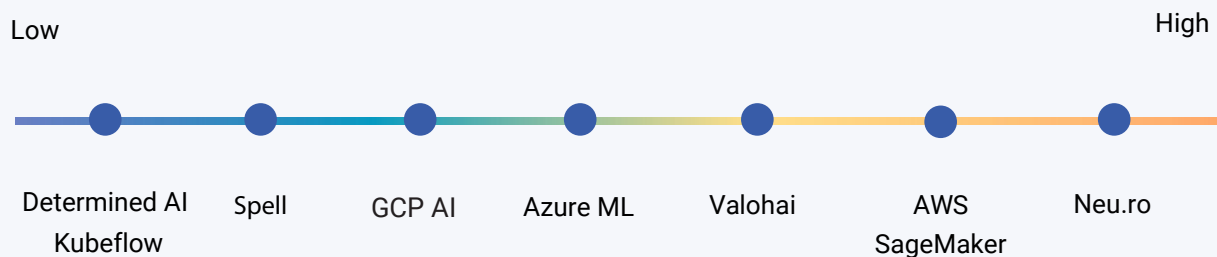 Low
High
Determined AI
Kubeflow
Spell
GCP AI
Azure ML
Valohai
AWS
SageMaker
Neu.ro